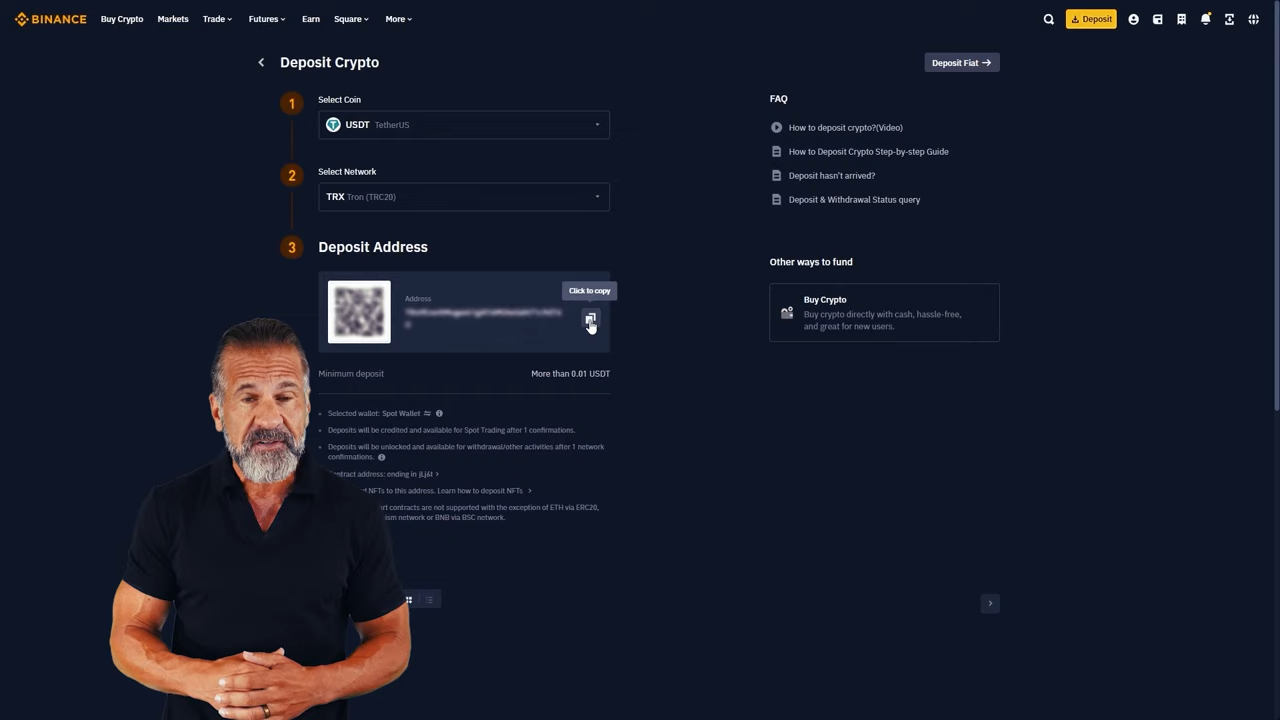 BINANCE Buy Crypto Markets Trade Futures Earn Square More Deposit
Deposit Crypto
Deposit Fiat
1 Select Coin
USDT TetherUS
2 Select Network
TRX Tron (TRC20)
3 Deposit Address
Click to copy
Address
Minimum deposit More than 0.01 USDT
Selected wallet: Spot Wallet
Deposits will be credited and available for Spot Trading after 1 confirmations.
Deposits will be unlocked and available for withdrawal/other activities after 1 network
confirmations.
ntract address: ending in jLj6t
NFTs to this address. Learn how to deposit NFTs
rt contracts are not supported with the exception of ETH via ERC20,
ism network or BNB via BSC network.
FAQ
How to deposit crypto?(Video)
How to Deposit Crypto Step-by-step Guide
Deposit hasn't arrived?
Deposit & Withdrawal Status query
Other ways to fund
Buy Crypto
Buy crypto directly with cash, hassle-free,
and great for new users.